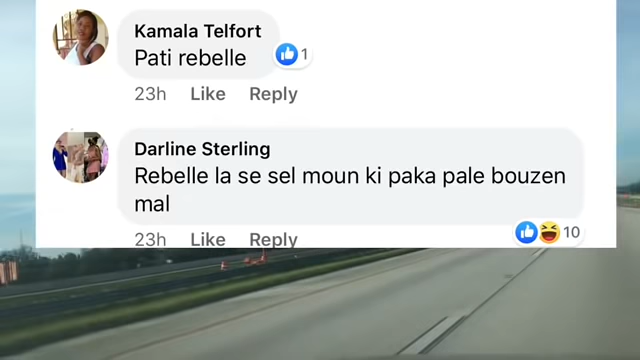 Kamala Telfort
Pati rebelle
1
23h Like Reply
Darline Sterling
Rebelle la se sel moun ki paka pale bouzen
mal
10
23h Like Reply